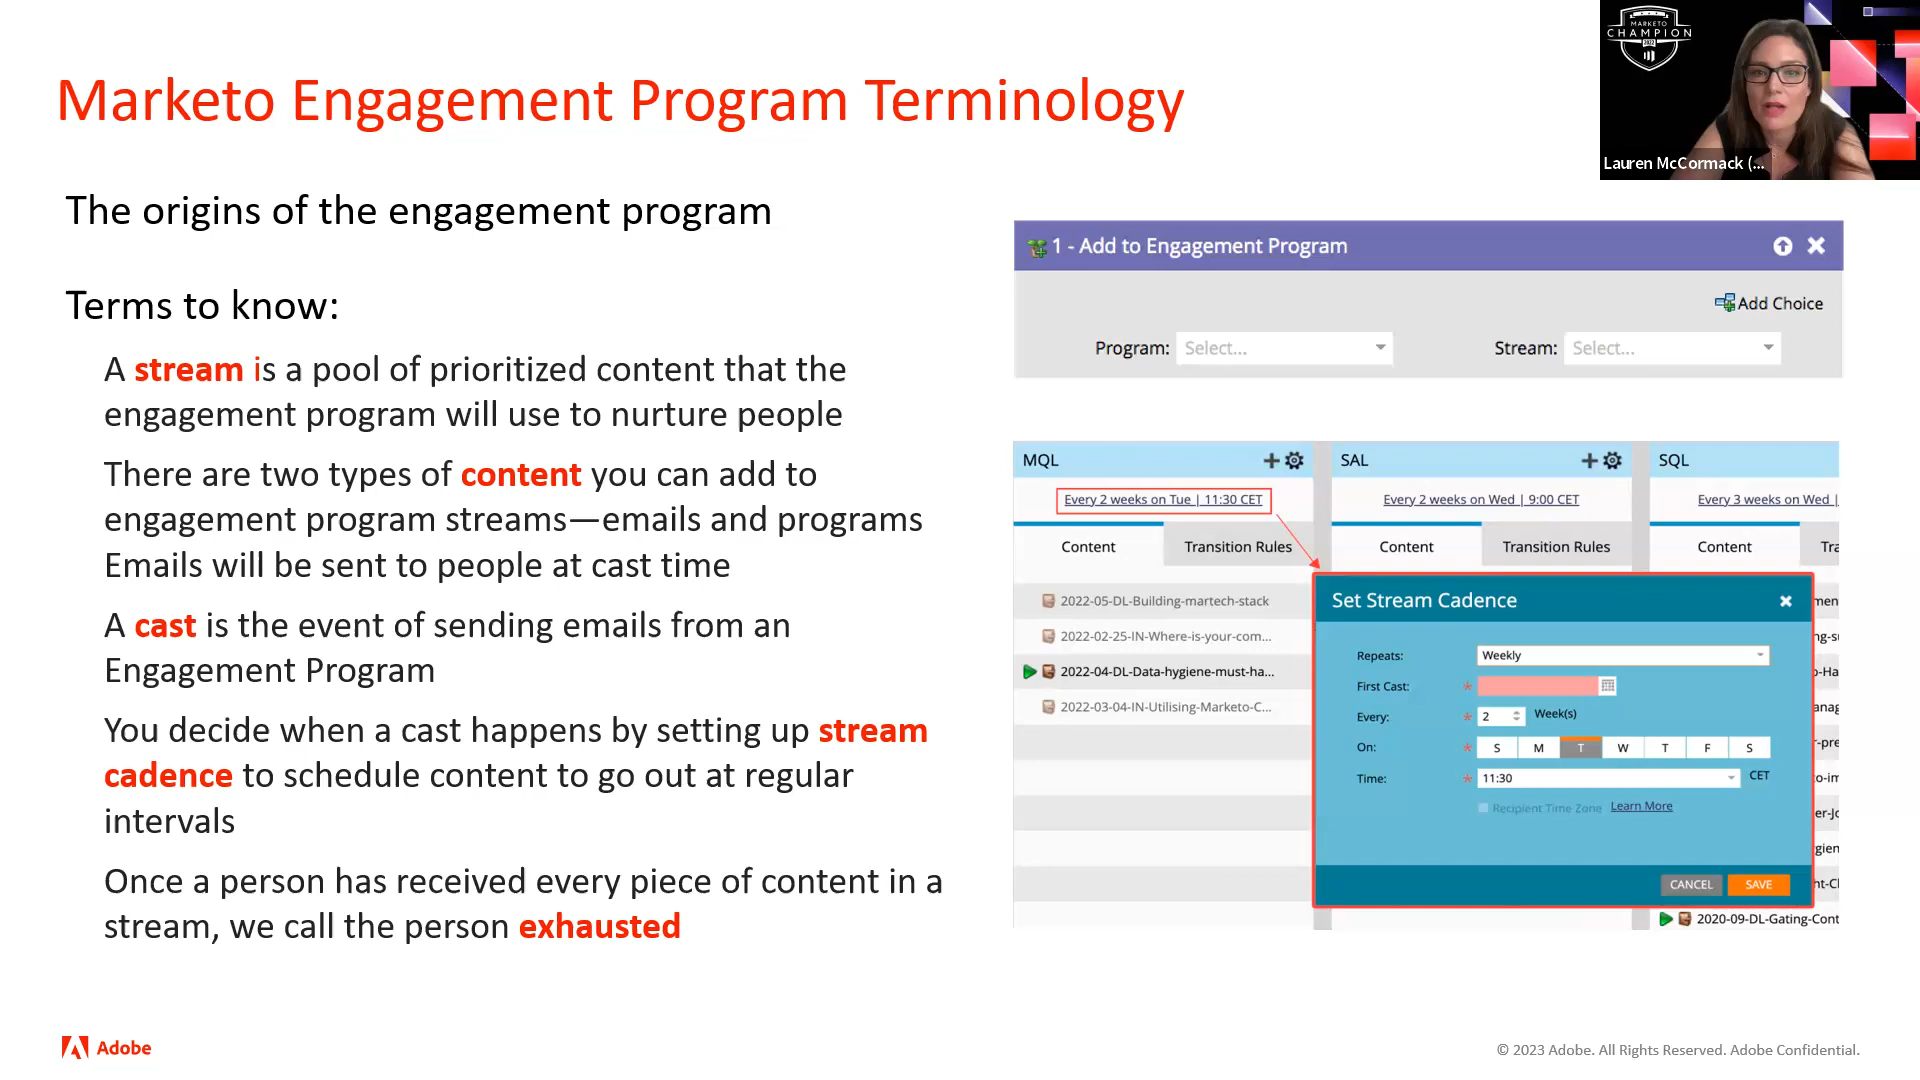 Marketo Engagement Program Terminology
MARKETO
CHAMPION
2022
Lauren McCormack (...
The origins of the engagement program
Terms to know:
A stream is a pool of prioritized content that the
engagement program will use to nurture people
There are two types of content you can add to
engagement program streams—emails and programs
Emails will be sent to people at cast time
A cast is the event of sending emails from an
Engagement Program
You decide when a cast happens by setting up stream
cadence to schedule content to go out at regular
intervals
Once a person has received every piece of content in a
stream, we call the person exhausted
1 - Add to Engagement Program
Add Choice
Program: Select... Stream: Select...
MQL SAL SQL
Every 2 weeks on Tue | 11:30 CET Every 2 weeks on Wed | 9:00 CET Every 3 weeks on Wed |
Content Transition Rules Content Transition Rules Content Tra
2022-05-DL-Building-martech-stack
2022-02-25-IN-Where-is-your-com...
2022-04-DL-Data-hygiene-must-ha...
2022-03-04-IN-Utilising-Marketo-C...
Set Stream Cadence
Repeats: Weekly
First Cast: *
Every: * 2 Week(s)
On: * S M T W T F S
Time: * 11:30 CET
Recipient Time Zone Learn More
CANCEL SAVE
2020-09-DL-Gating-Cont
Adobe
© 2023 Adobe. All Rights Reserved. Adobe Confidential.